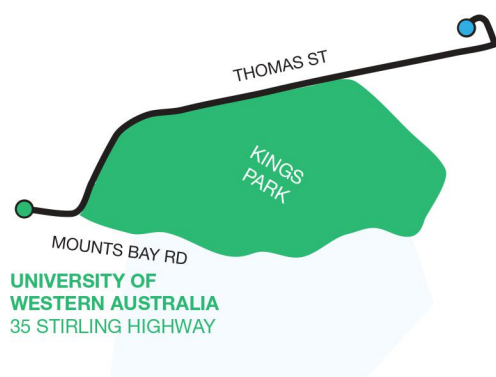 THOMAS ST
KINGS
PARK
MOUNTS BAY RD
UNIVERSITY OF
WESTERN AUSTRALIA
35 STIRLING HIGHWAY